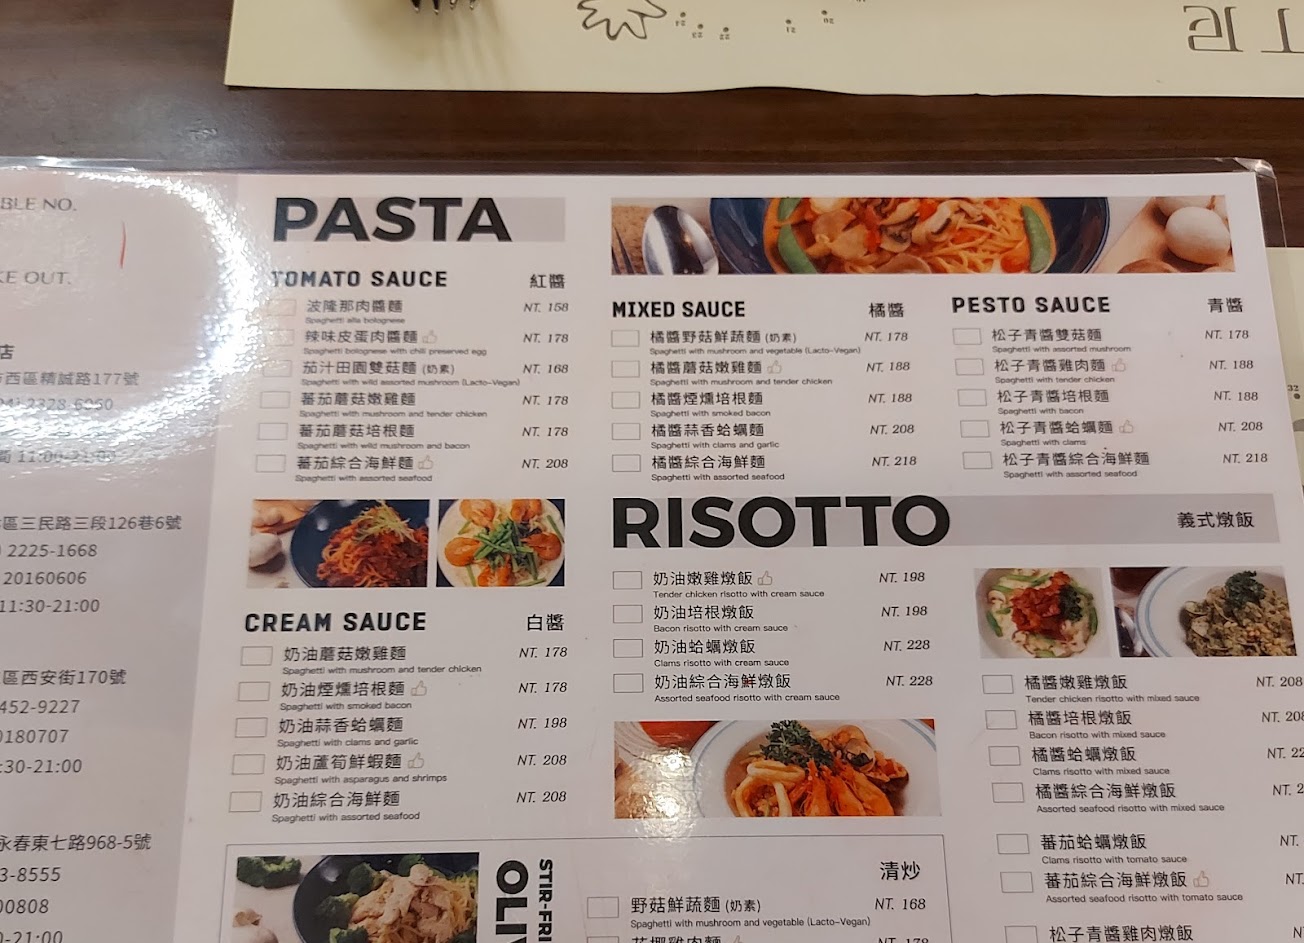 BLE NO.
KE OUT.
店
市西區精誠路177號
2328-6050
11:00-21:00
區三民路三段126巷6號
2225-1668
20160606
11:30-21:00
區西安街170號
452-9227
0180707
:30-21:00
永春東七路968-5號
3-8555
00808
0-21:00
PASTA
TOMATO SAUCE 紅醬
波隆那肉醬麵 NT. 158
Spaghetti alla bolognese
辣味皮蛋肉醬麵 NT. 178
Spaghetti bolognese with chili preserved egg
茄汁田園雙菇麵 (奶素) NT. 168
Spaghetti with wild assorted mushroom (Lacto-Vegan)
蕃茄蘑菇嫩雞麵 NT. 178
Spaghetti with mushroom and tender chicken
蕃茄蘑菇培根麵 NT. 178
Spaghetti with wild mushroom and bacon
蕃茄綜合海鮮麵 NT. 208
Spaghetti with assorted seafood
CREAM SAUCE 白醬
奶油蘑菇嫩雞麵 NT. 178
Spaghetti with mushroom and tender chicken
奶油煙燻培根麵 NT. 178
Spaghetti with smoked bacon
奶油蒜香蛤蠣麵 NT. 198
Spaghetti with clams and garlic
奶油蘆筍鮮蝦麵 NT. 208
Spaghetti with asparagus and shrimps
奶油綜合海鮮麵 NT. 208
Spaghetti with assorted seafood
MIXED SAUCE 橘醬
橘醬野菇鮮蔬麵 (奶素) NT. 178
Spaghetti with mushroom and vegetable (Lacto-Vegan)
橘醬蘑菇嫩雞麵 NT. 188
Spaghetti with mushroom and tender chicken
橘醬煙燻培根麵 NT. 188
Spaghetti with smoked bacon
橘醬蒜香蛤蠣麵 NT. 208
Spaghetti with clams and garlic
橘醬綜合海鮮麵 NT. 218
Spaghetti with assorted seafood
PESTO SAUCE 青醬
松子青醬雙菇麵 NT. 178
Spaghetti with assorted mushroom
松子青醬雞肉麵 NT. 188
Spaghetti with tender chicken
松子青醬培根麵 NT. 188
Spaghetti with bacon
松子青醬蛤蠣麵 NT. 208
Spaghetti with clams
松子青醬綜合海鮮麵 NT. 218
Spaghetti with assorted seafood
RISOTTO 義式燉飯
奶油嫩雞燉飯 NT. 198
Tender chicken risotto with cream sauce
奶油培根燉飯 NT. 198
Bacon risotto with cream sauce
奶油蛤蠣燉飯 NT. 228
Clams risotto with cream sauce
奶油綜合海鮮燉飯 NT. 228
Assorted seafood risotto with cream sauce
橘醬嫩雞燉飯 NT. 208
Tender chicken risotto with mixed sauce
橘醬培根燉飯 NT. 208
Bacon risotto with mixed sauce
橘醬蛤蠣燉飯 NT. 22
Clams risotto with mixed sauce
橘醬綜合海鮮燉飯 NT. 2
Assorted seafood risotto with mixed sauce
蕃茄蛤蠣燉飯 NT.
Clams risotto with tomato sauce
蕃茄綜合海鮮燉飯 NT.
Assorted seafood risotto with tomato sauce
松子青醬雞肉燉飯 N
STIR-FRI
OLIV
清炒
野菇鮮蔬麵 (奶素) NT. 168
Spaghetti with mushroom and vegetable (Lacto-Vegan)
NT. 178